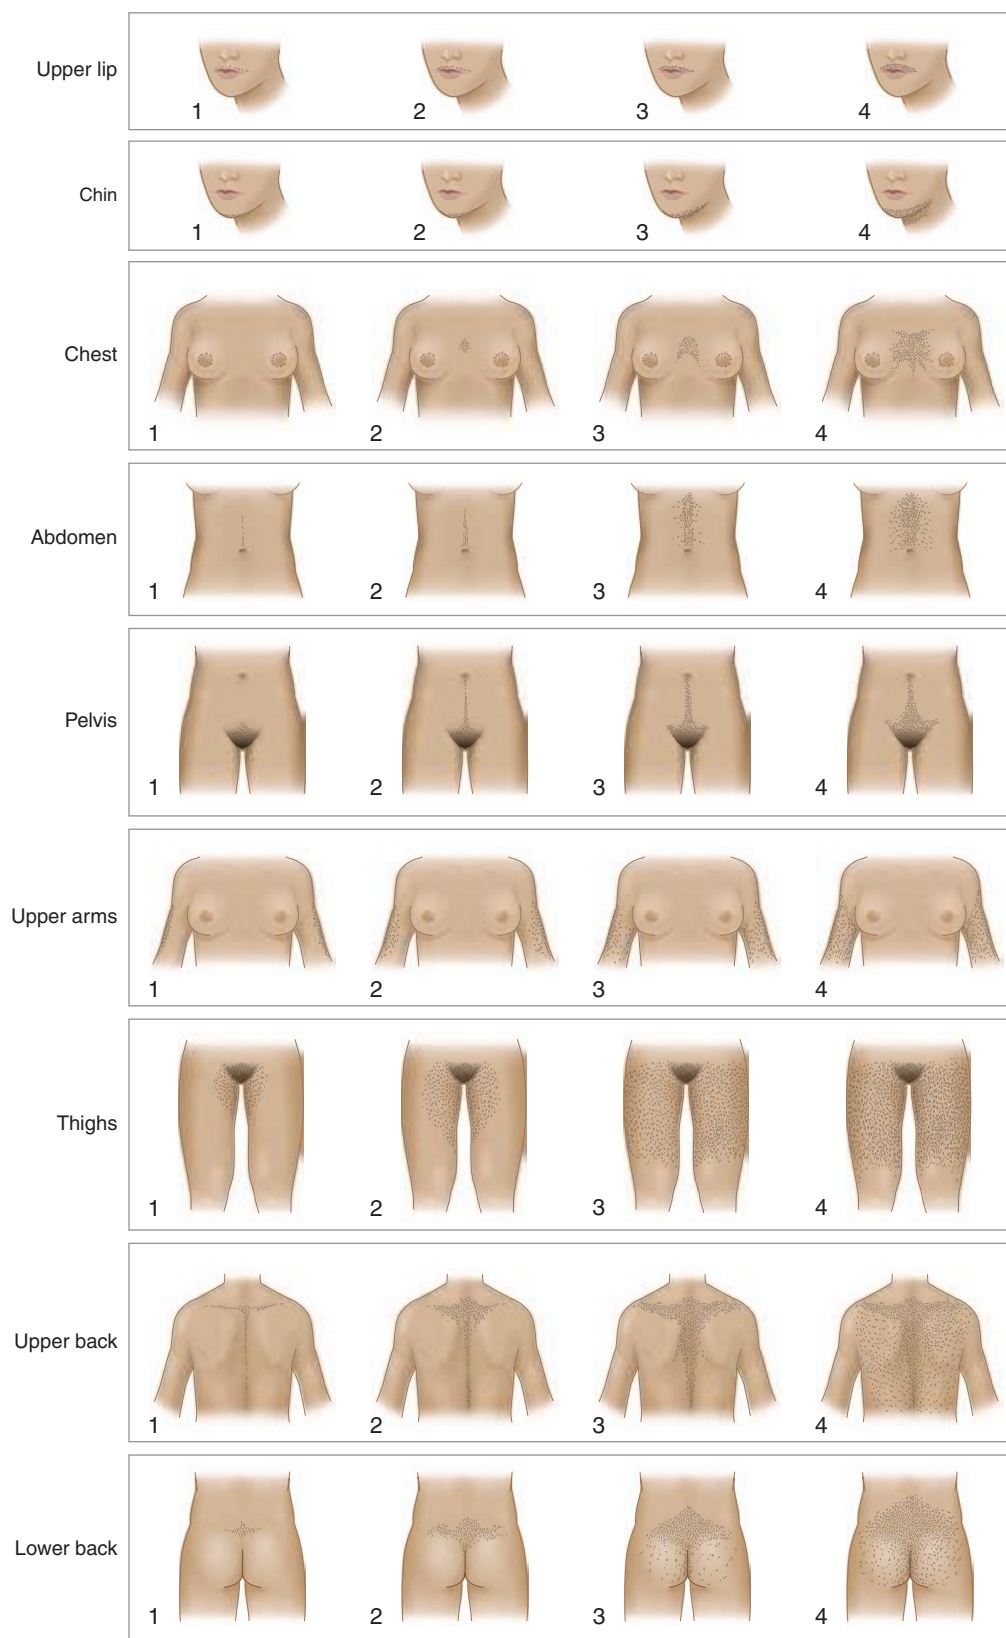 Upper lip
1 2 3 4
Chin
1 2 3 4
Chest
1 2 3 4
Abdomen
1 2 3 4
Pelvis
1 2 3 4
Upper arms
1 2 3 4
Thighs
1 2 3 4
Upper back
1 2 3 4
Lower back
1 2 3 4